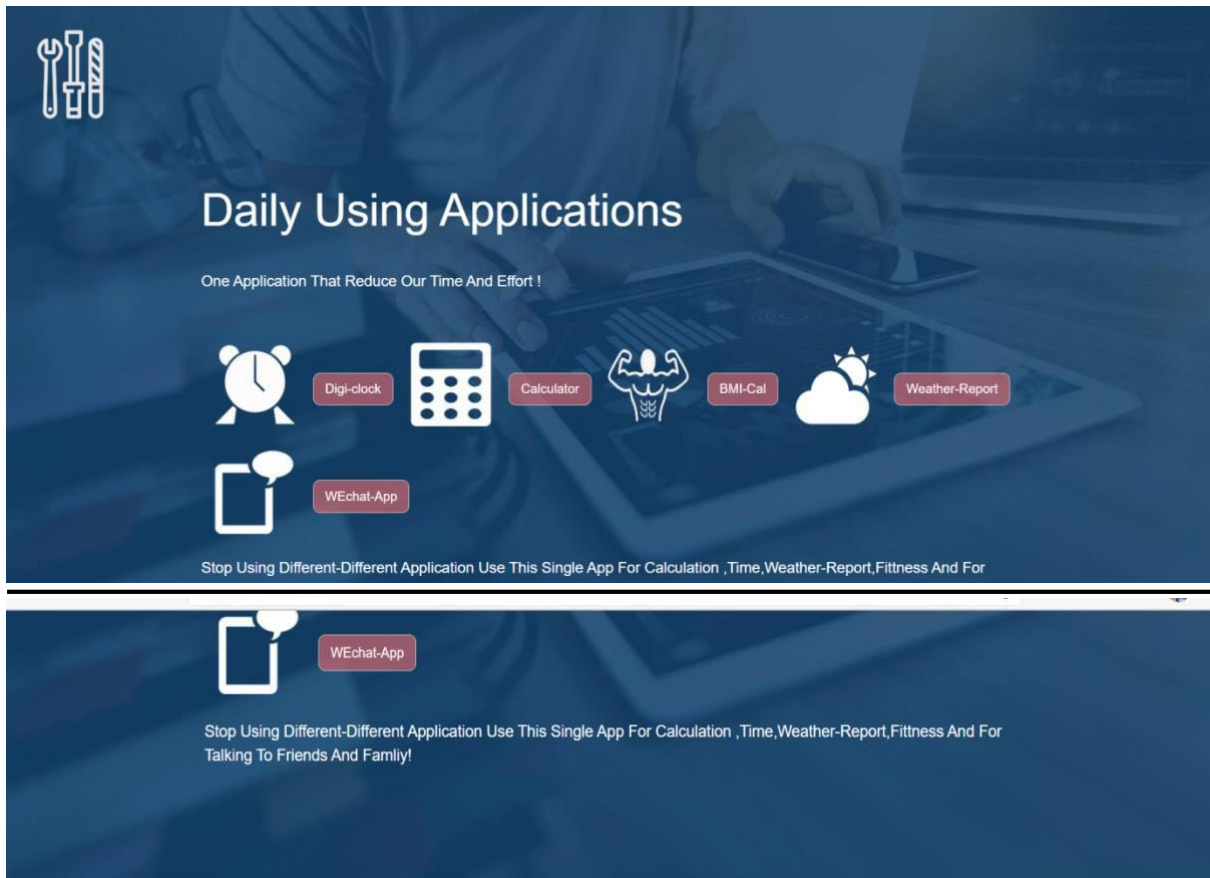 Daily Using Applications
One Application That Reduce Our Time And Effort !
Digi-clock
Calculator
BMI-Cal
Weather-Report
WEchat-App
Stop Using Different-Different Application Use This Single App For Calculation ,Time,Weather-Report,Fittness And For
WEchat-App
Stop Using Different-Different Application Use This Single App For Calculation ,Time,Weather-Report,Fittness And For
Talking To Friends And Famliy!